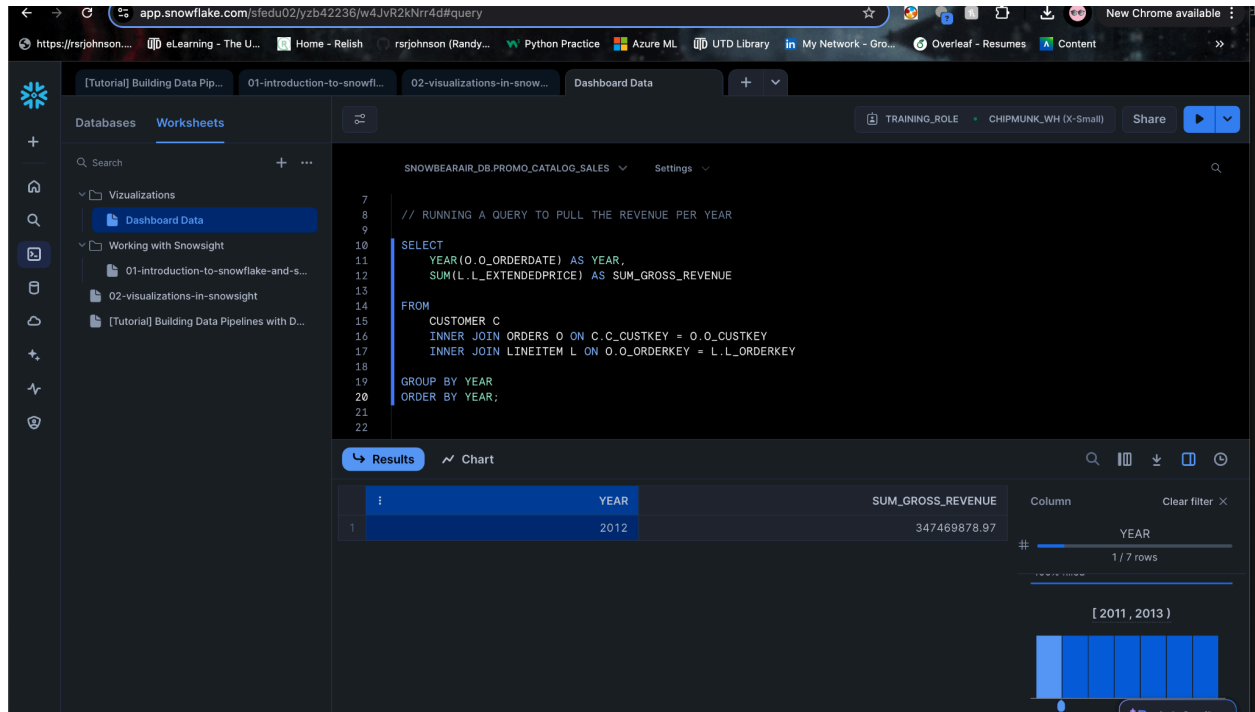 app.snowflake.com/sfedu02/yzb42236/w4JvR2kNrr4d#query
New Chrome available
https://rsrjohnson.... eLearning - The U... Home - Relish rsrjohnson (Randy... Python Practice Azure ML UTD Library My Network - Gro... Overleaf - Resumes Content »
[Tutorial] Building Data Pip... 01-introduction-to-snowfl... 02-visualizations-in-snow... Dashboard Data
Databases Worksheets
TRAINING_ROLE • CHIPMUNK_WH (X-Small) Share
Search
SNOWBEARAIR_DB.PROMO_CATALOG_SALES Settings
Vizualizations
Dashboard Data
Working with Snowsight
01-introduction-to-snowflake-and-s...
02-visualizations-in-snowsight
[Tutorial] Building Data Pipelines with D...
7
8 // RUNNING A QUERY TO PULL THE REVENUE PER YEAR
9
10 SELECT
11 YEAR(O.O_ORDERDATE) AS YEAR,
12 SUM(L.L_EXTENDEDPRICE) AS SUM_GROSS_REVENUE
13
14 FROM
15 CUSTOMER C
16 INNER JOIN ORDERS O ON C.C_CUSTKEY = O.O_CUSTKEY
17 INNER JOIN LINEITEM L ON O.O_ORDERKEY = L.L_ORDERKEY
18
19 GROUP BY YEAR
20 ORDER BY YEAR;
21
22
Results Chart
YEAR SUM_GROSS_REVENUE
1 2012 347469878.97
Column Clear filter
# YEAR
1 / 7 rows
[ 2011 , 2013 )